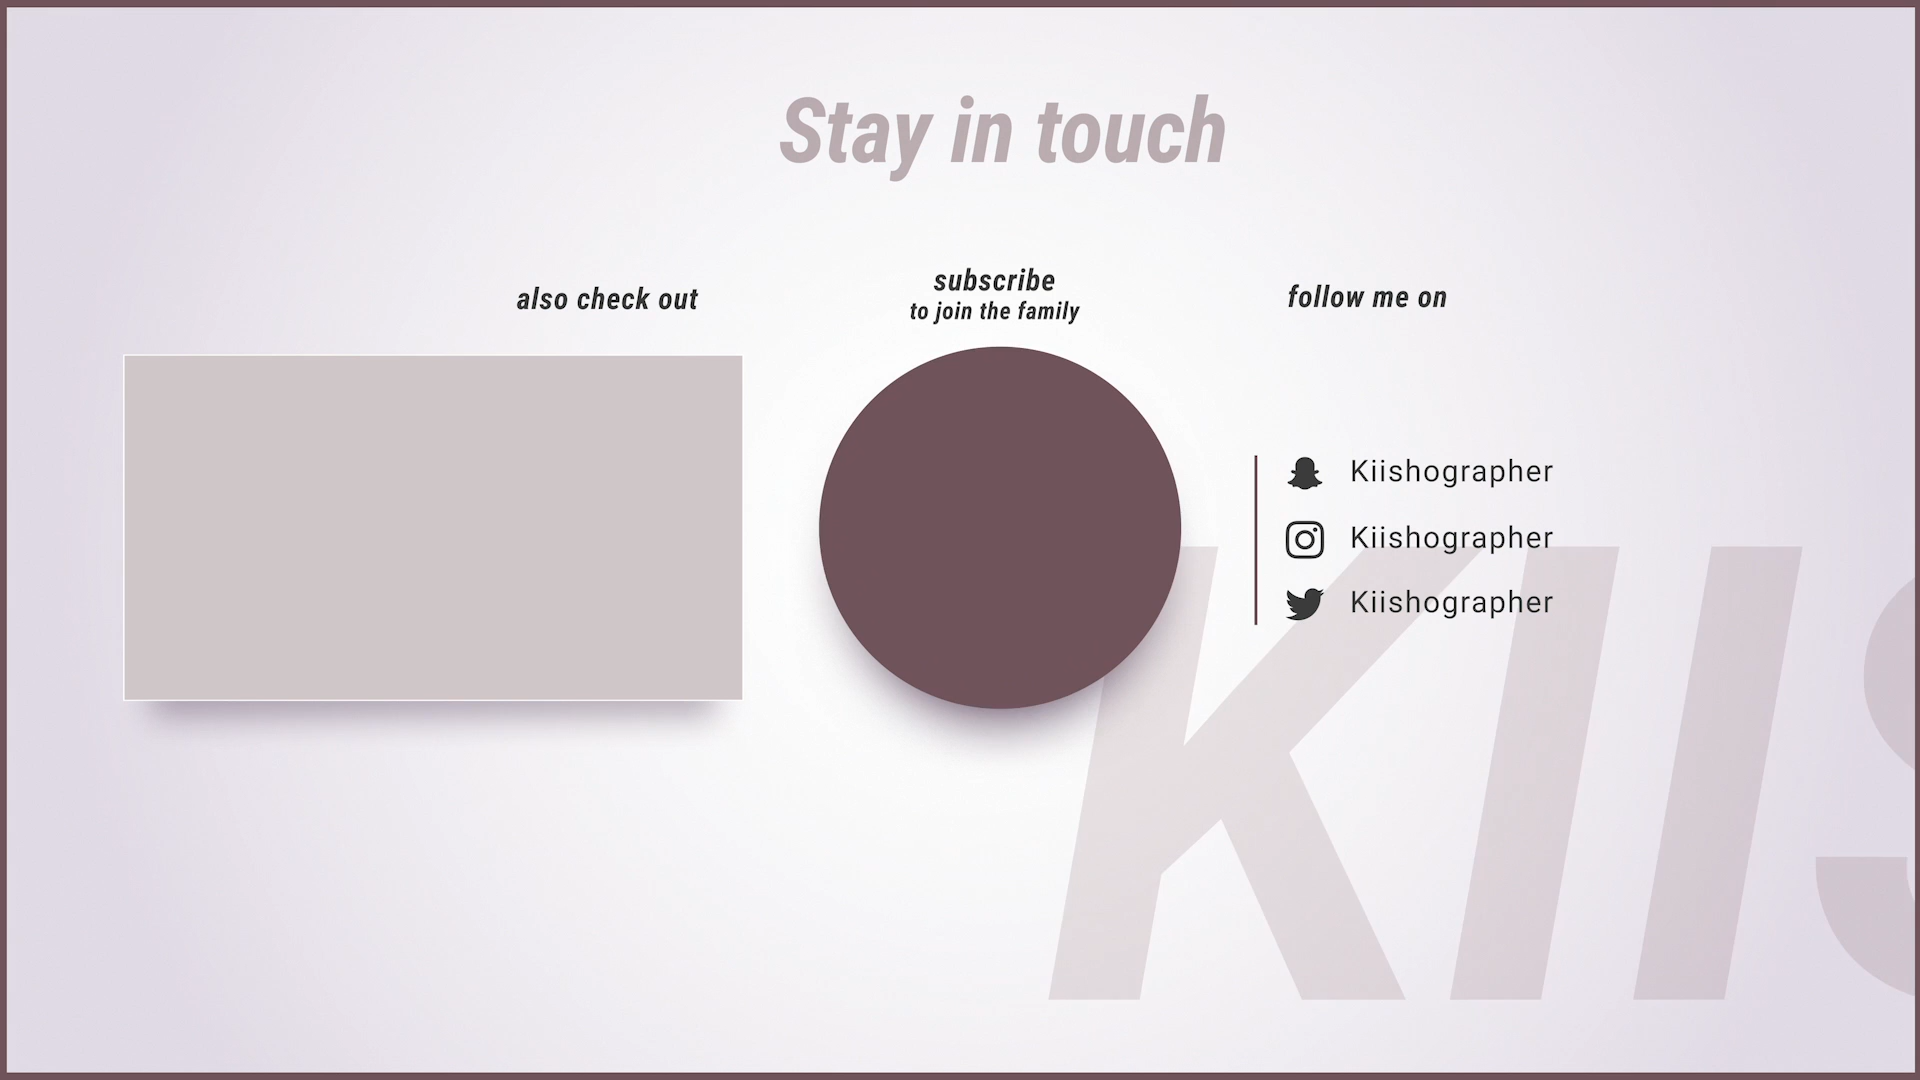 Stay in touch
also check out
subscribe
to join the family
follow me on
Kiishographer
Kiishographer
Kiishographer
KIIS